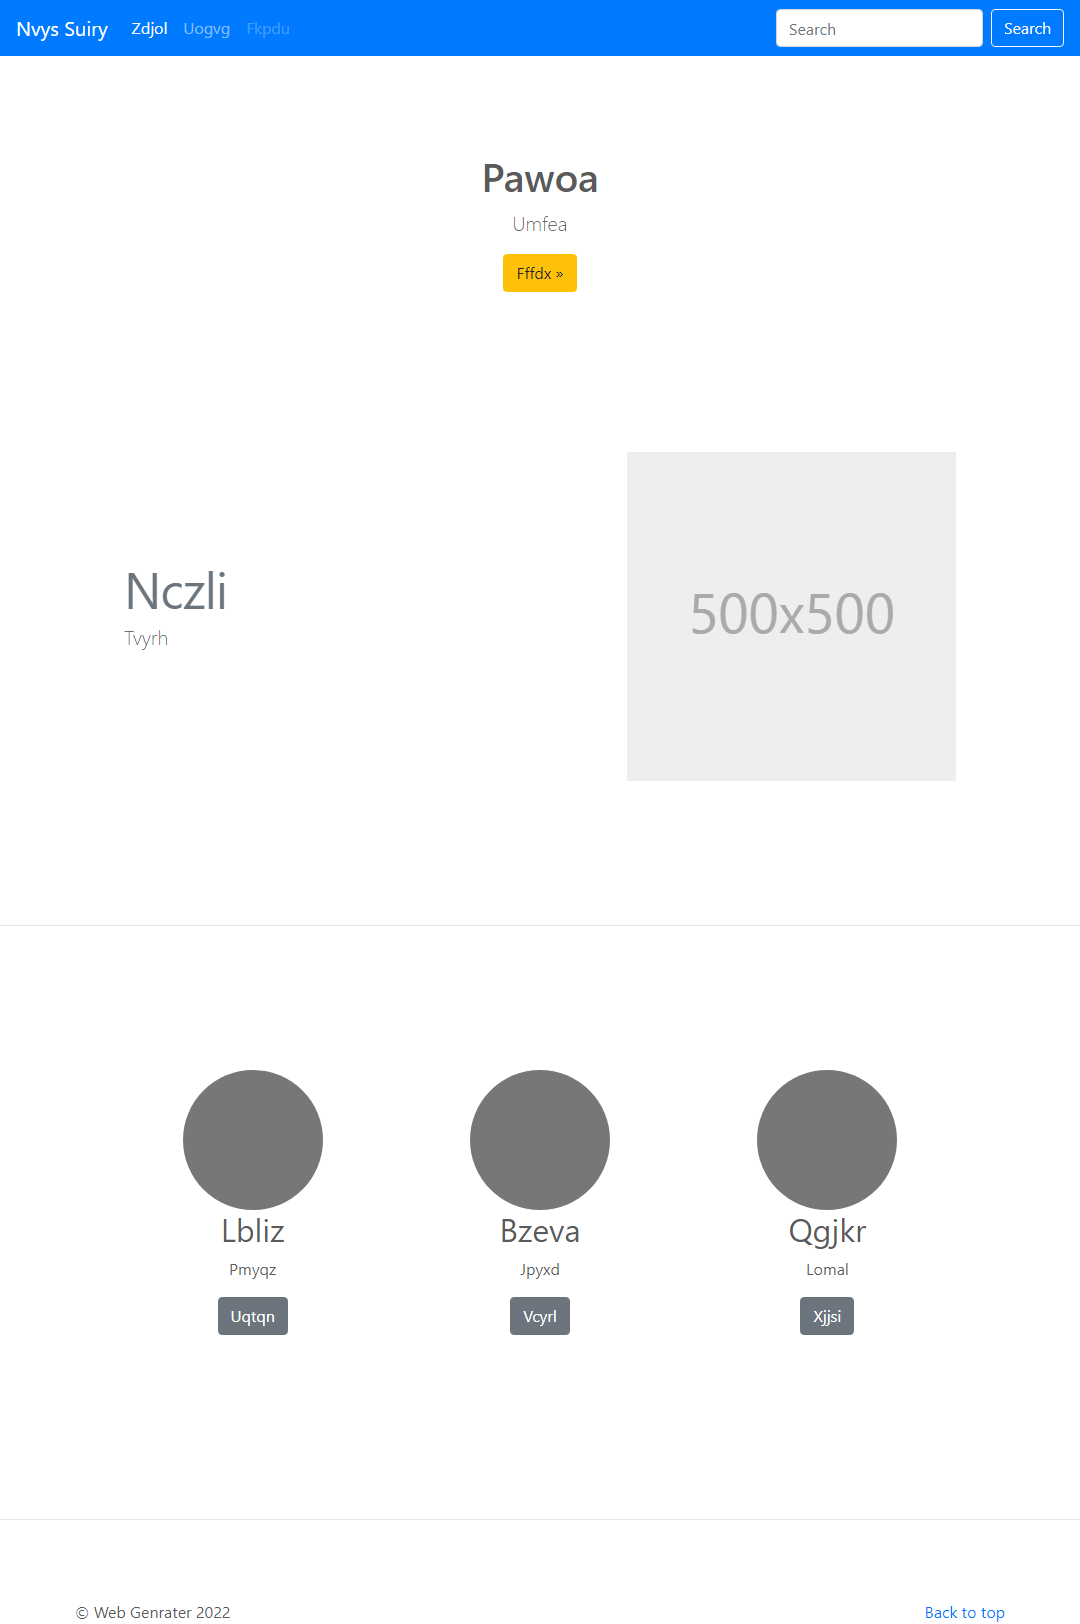 Nvys Suiry Zdjol Uogvg Fkpdu Search Search
Pawoa
Umfea
Fffdx »
Nczli
Tvyrh
500x500
Lbliz Bzeva Qgjkr
Pmyqz Jpyxd Lomal
Uqtqn Vcyrl Xjjsi
© Web Genrater 2022 Back to top